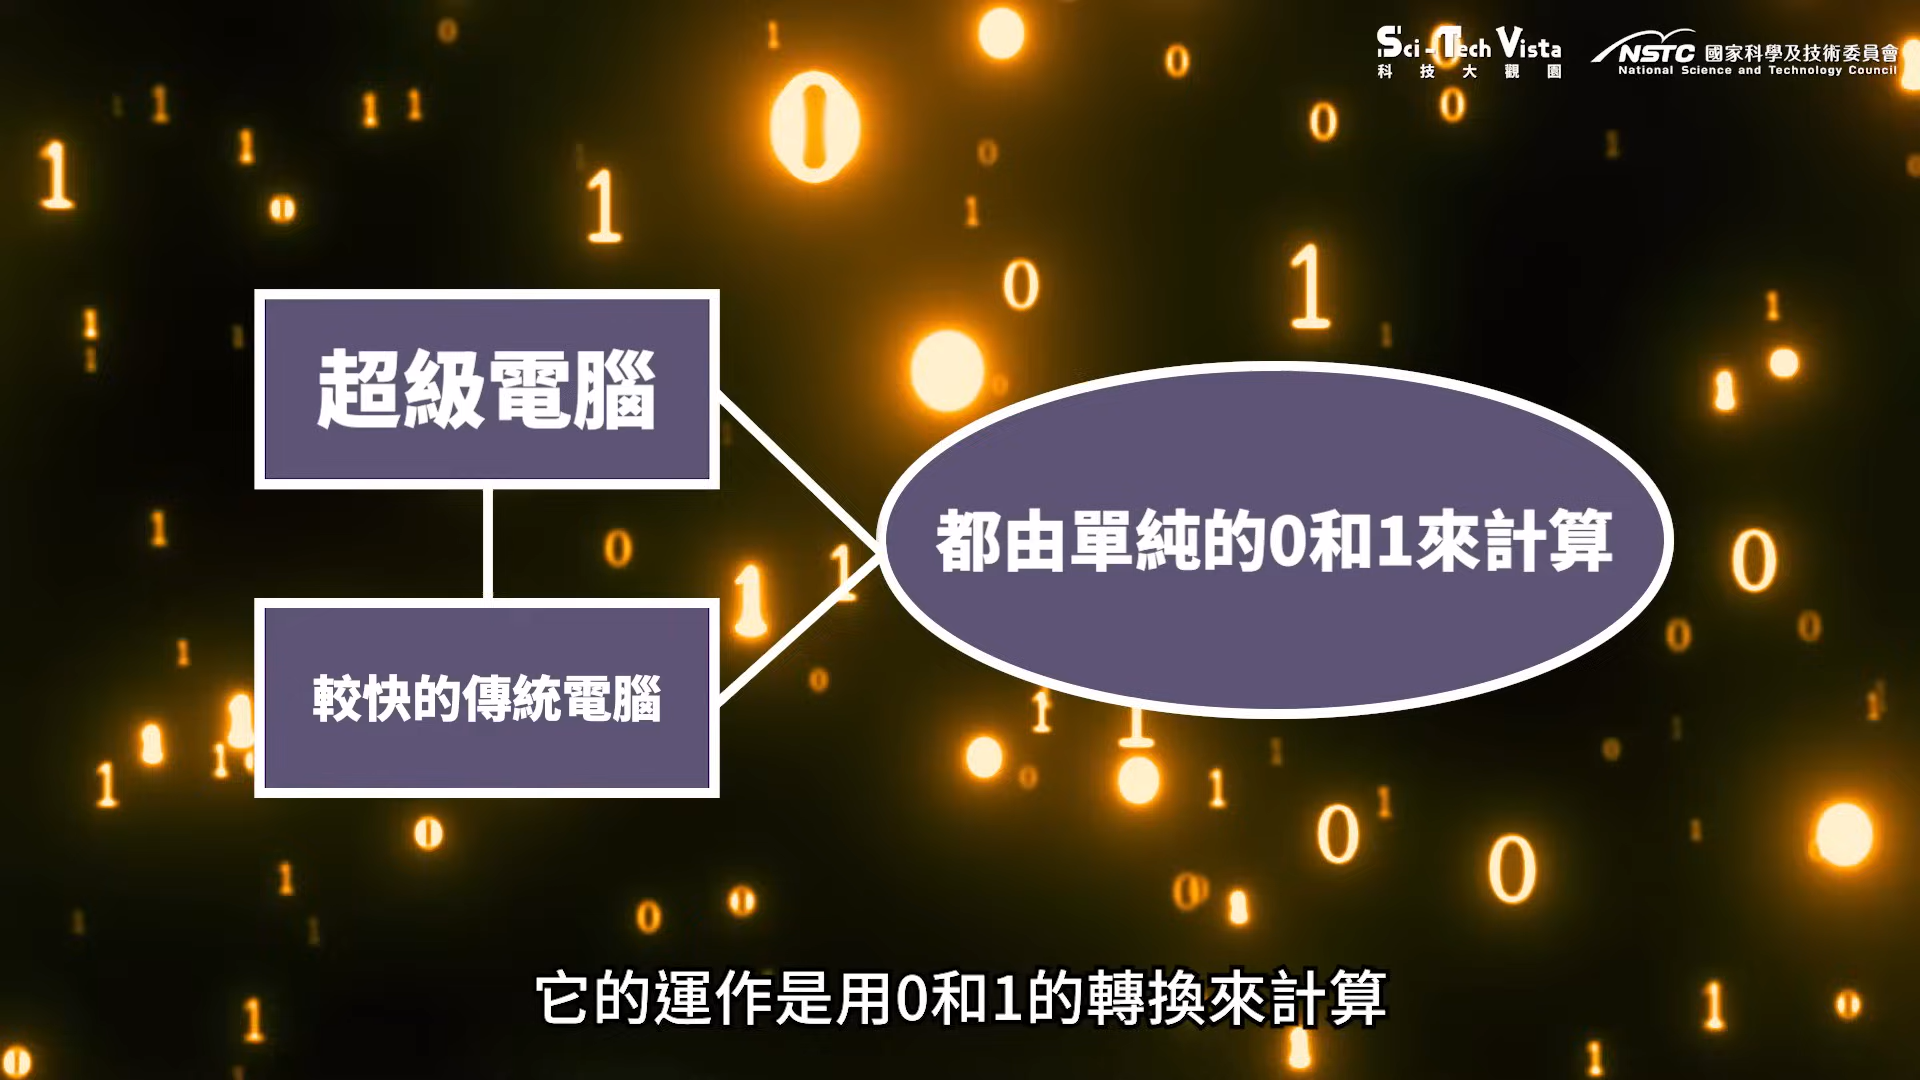 Sci-Tech Vista
科技大觀園
NSTC 國家科學及技術委員會
National Science and Technology Council
超級電腦
較快的傳統電腦
都由單純的0和1來計算
它的運作是用0和1的轉換來計算